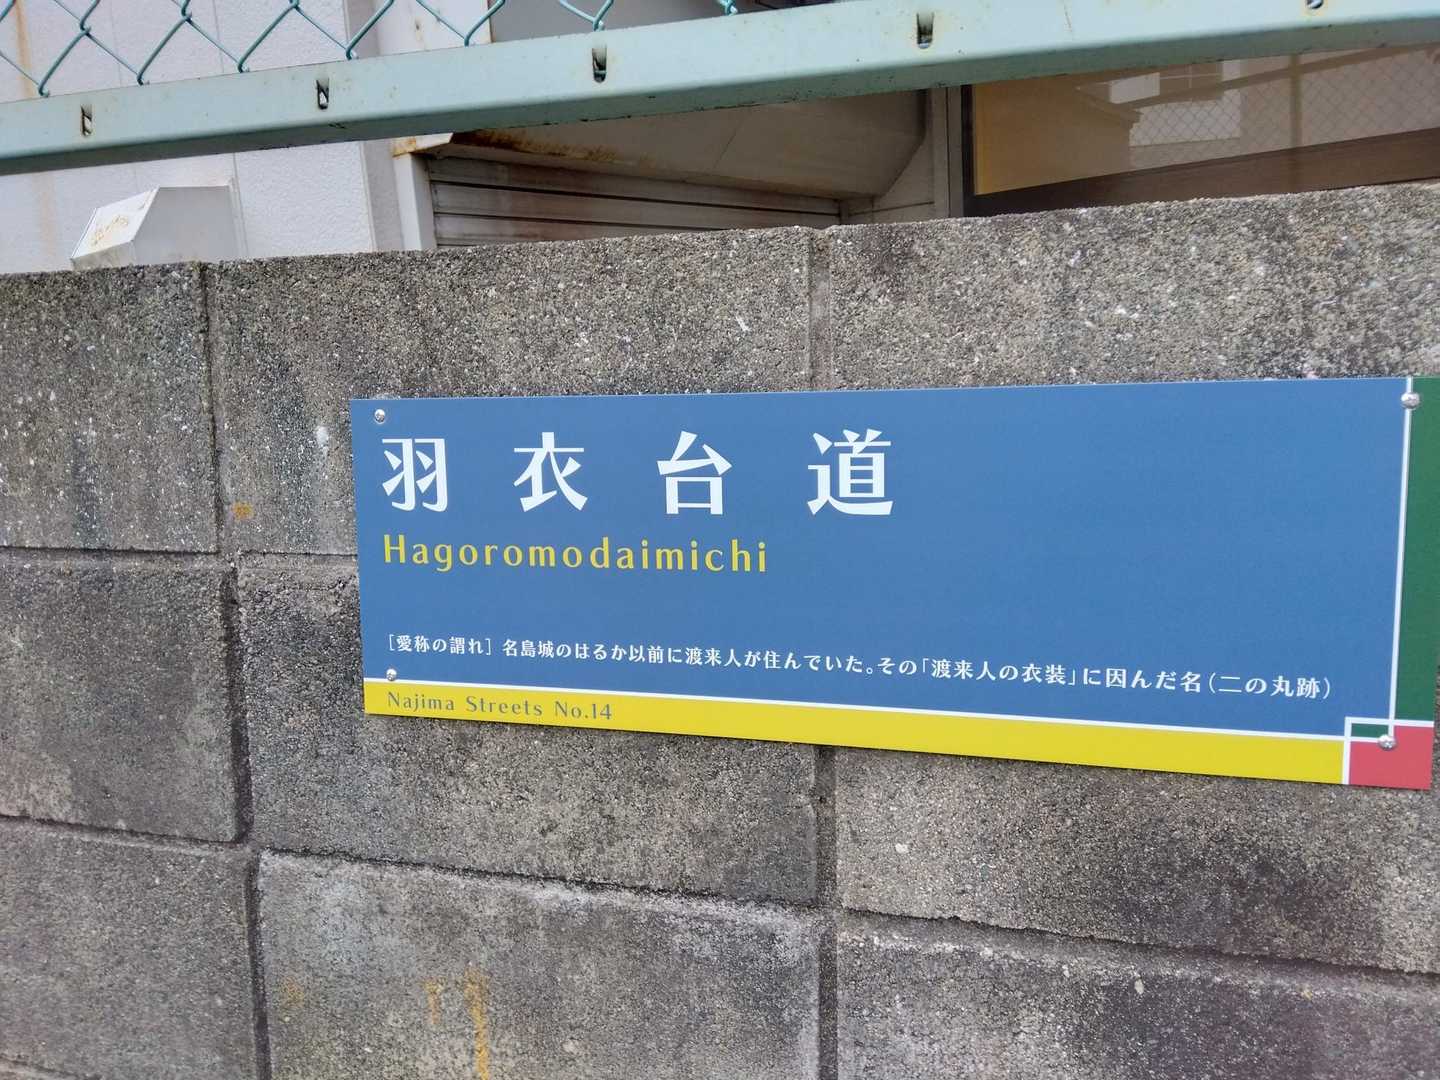 羽衣台道
Hagoromodaimichi
［愛称の謂れ］名島城のはるか以前に渡来人が住んでいた。その「渡来人の衣装」に因んだ名（二の丸跡）
Najima Streets No.14